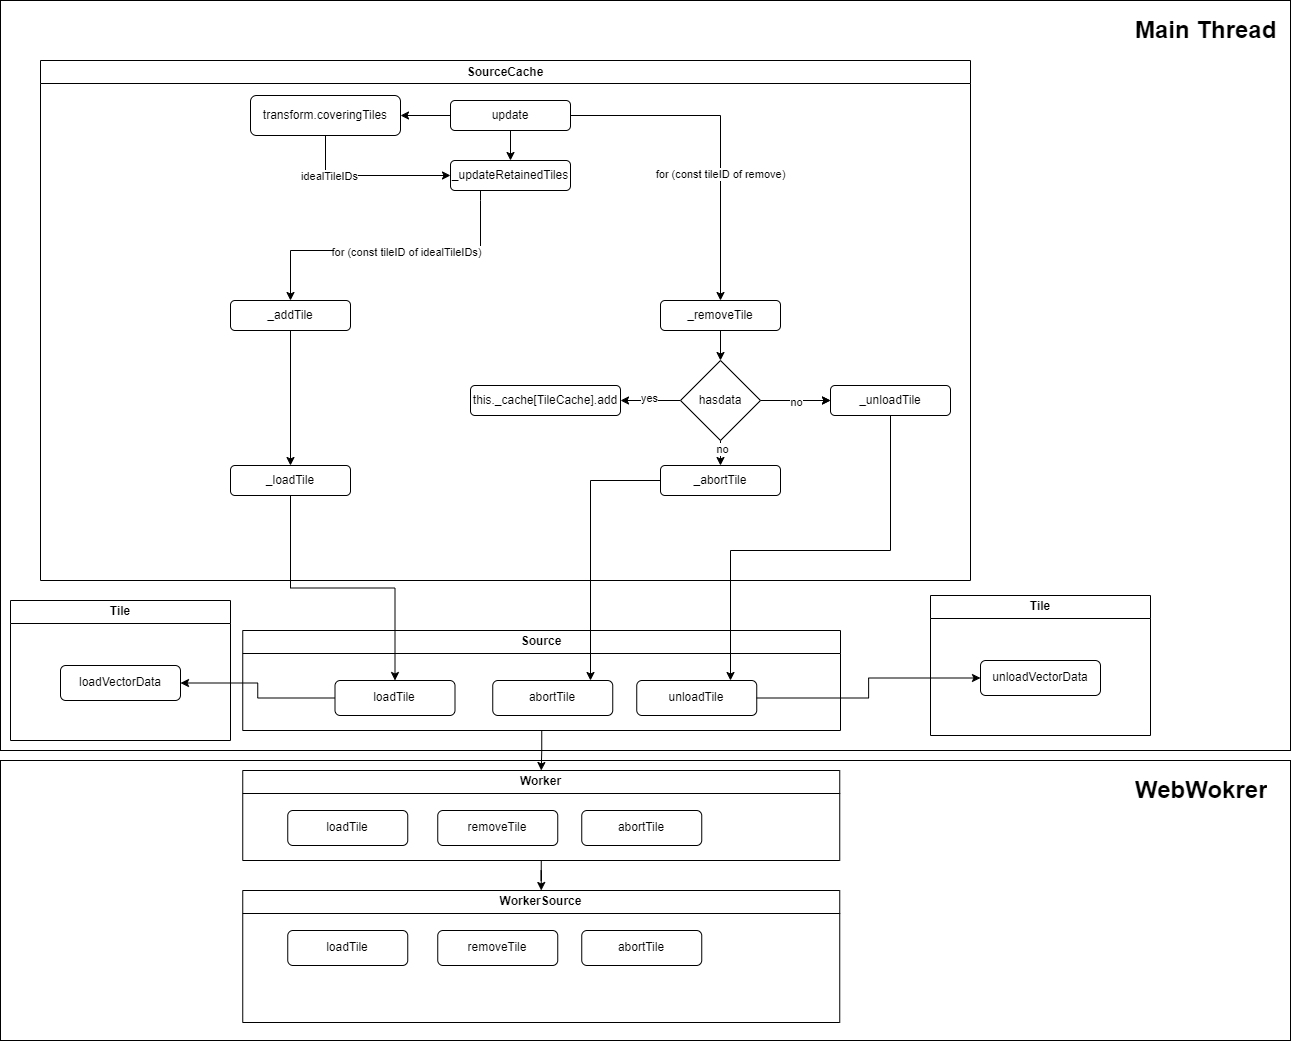 Main Thread
SourceCache
transform.coveringTiles
update
idealTileIDs
_updateRetainedTiles
for (const tileID of remove)
for (const tileID of idealTileIDs)
_addTile
_removeTile
this._cache[TileCache].add
yes
hasdata
no
_unloadTile
no
_loadTile
_abortTile
Tile
Tile
Source
loadVectorData
loadTile
abortTile
unloadTile
unloadVectorData
WebWokrer
Worker
loadTile
removeTile
abortTile
WorkerSource
loadTile
removeTile
abortTile